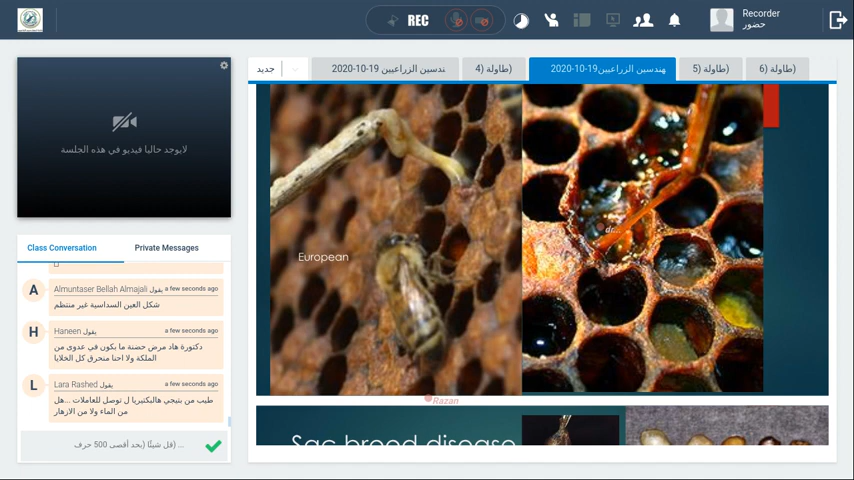 REC
Recorder
حضور
جديد
ندسين الزراعيين 19-10-2020
طاولة (4)
هندسين الزراعيين19-10-2020
طاولة (5)
طاولة (6)
لايوجد حاليا فيديو في هذه الجلسة
European
dr...
Razan
Sac brood disease
Class Conversation
Private Messages
A
Almuntaser Bellah Almajali يقول a few seconds ago
شكل العين السداسية غير منتظم
H
Haneen يقول a few seconds ago
دكتورة هاد مرض حضنة ما بكون في عدوى من
الملكة ولا احنا منحرق كل الخلايا
L
Lara Rashed يقول a few seconds ago
طيب من بتيجي هالبكتيريا ل توصل للعاملات ...هل
من الماء ولا من الازهار
... (قل شيئًا (بحد أقصى 500 حرف